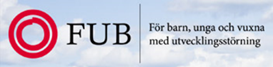 FUB
För barn, unga och vuxna
med utvecklingsstörning